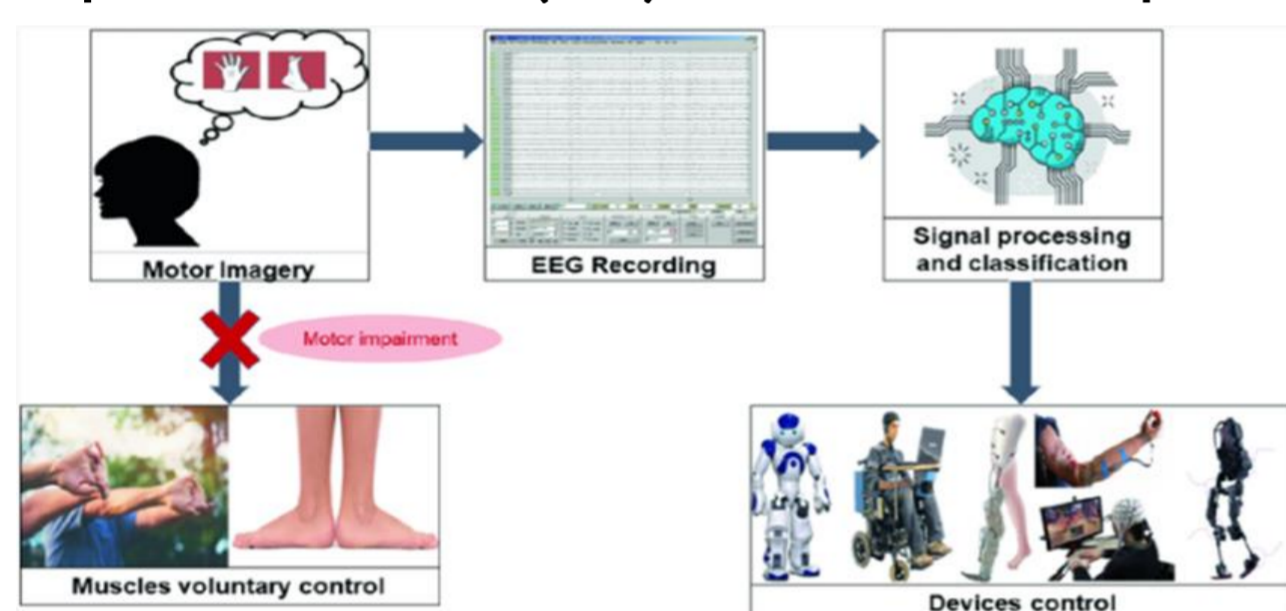 Motor Imagery
EEG Recording
Signal processing
and classification
Motor impairment
Muscles voluntary control
Devices control